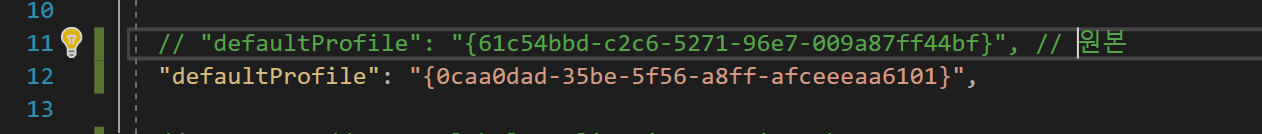 10
11 // "defaultProfile": "{61c54bbd-c2c6-5271-96e7-009a87ff44bf}", // 원본
12 "defaultProfile": "{0caa0dad-35be-5f56-a8ff-afceeeaa6101}",
13